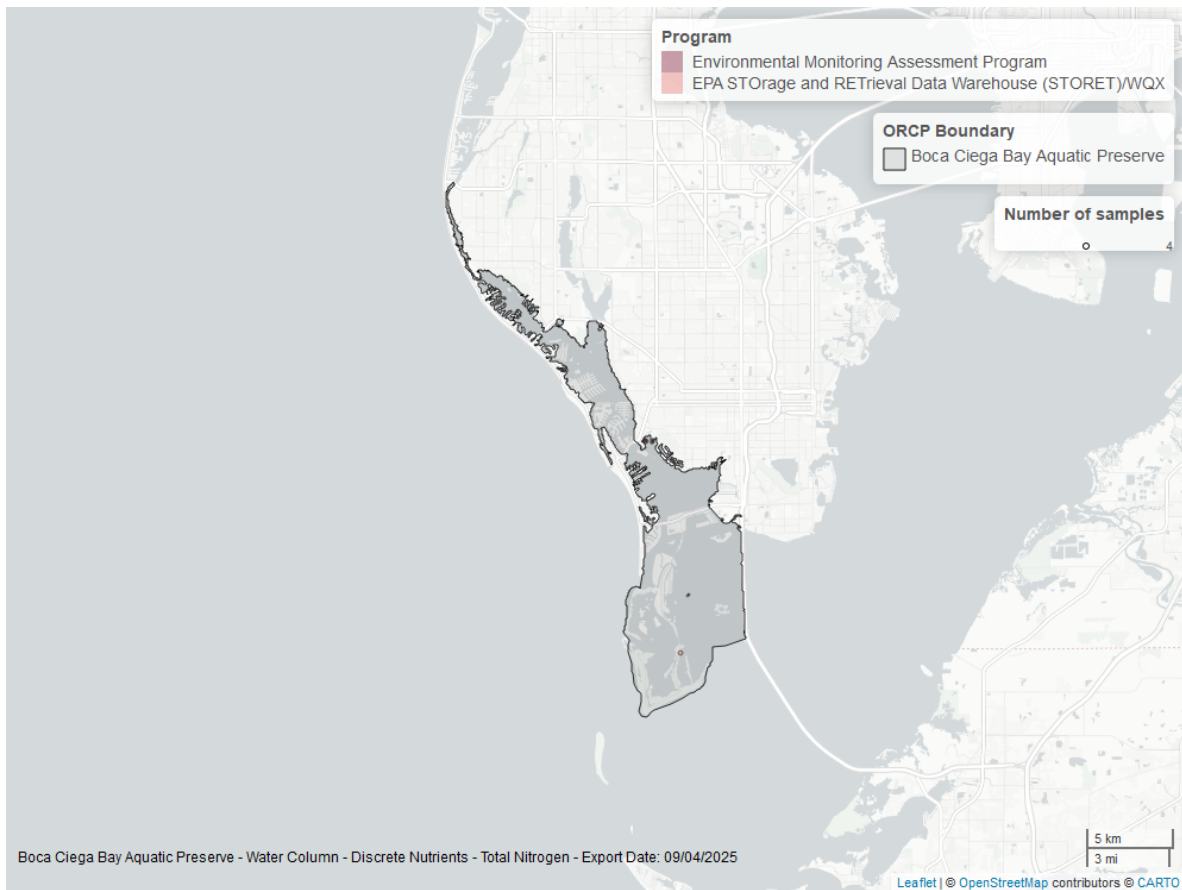 Program
Environmental Monitoring Assessment Program
EPA STOrage and RETrieval Data Warehouse (STORET)/WQX
ORCP Boundary
Boca Ciega Bay Aquatic Preserve
Number of samples
4
5 km
3 mi
Boca Ciega Bay Aquatic Preserve - Water Column - Discrete Nutrients - Total Nitrogen - Export Date: 09/04/2025
Leaflet | © OpenStreetMap contributors © CARTO